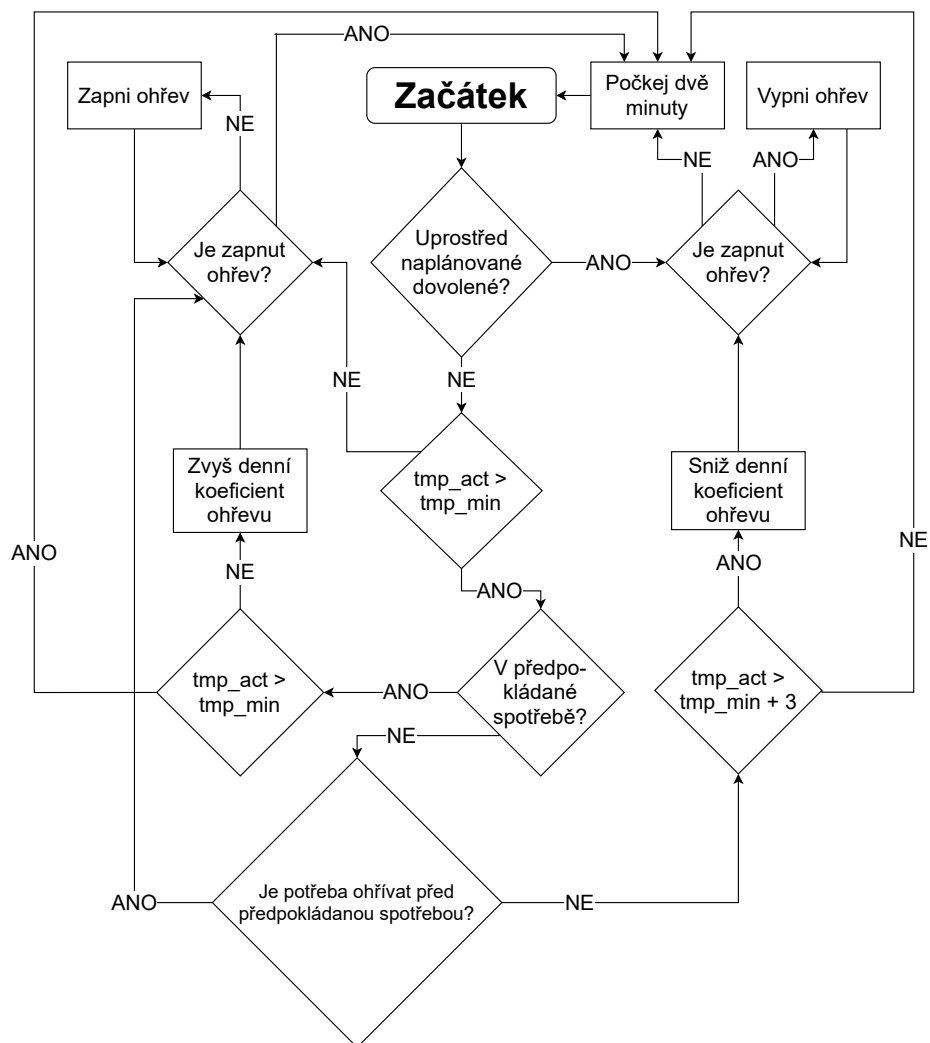 ANO
Zapni ohřev
Začátek
Počkej dvě
minuty
Vypni ohřev
NE
NE
ANO
Je zapnut
ohřev?
Uprostřed
naplánované
dovolené?
ANO
Je zapnut
ohřev?
NE
NE
Zvyš denní
koeficient
ohřevu
tmp_act >
tmp_min
Sniž denní
koeficient
ohřevu
ANO
NE
NE
ANO
ANO
tmp_act >
tmp_min
ANO
V předpo-
kládané
spotřebě?
tmp_act >
tmp_min + 3
NE
Je potřeba ohřívat před
předpokládanou spotřebou?
ANO
NE